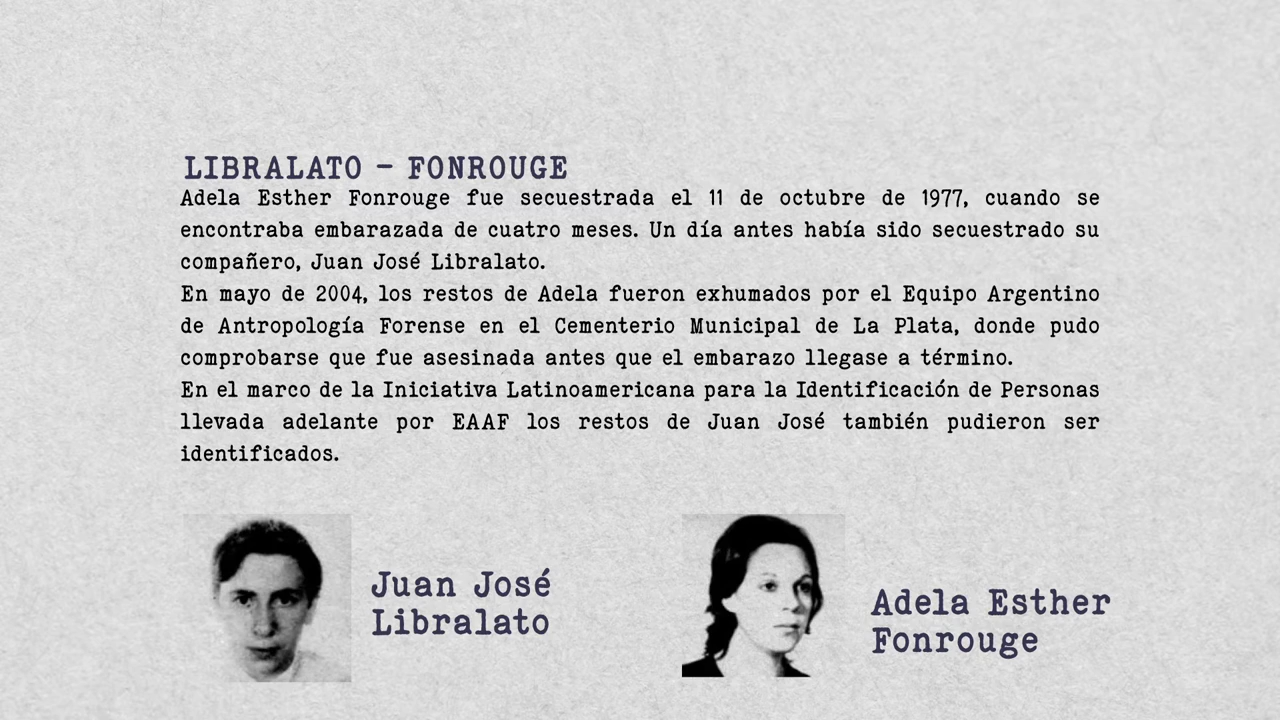 LIBRALATO - FONROUGE
Adela Esther Fonrouge fue secuestrada el 11 de octubre de 1977, cuando se
encontraba embarazada de cuatro meses. Un día antes había sido secuestrado su
compañero, Juan José Libralato.
En mayo de 2004, los restos de Adela fueron exhumados por el Equipo Argentino
de Antropología Forense en el Cementerio Municipal de La Plata, donde pudo
comprobarse que fue asesinada antes que el embarazo llegase a término.
En el marco de la Iniciativa Latinoamericana para la Identificación de Personas
llevada adelante por EAAF los restos de Juan José también pudieron ser
identificados.
Juan José
Libralato
Adela Esther
Fonrouge